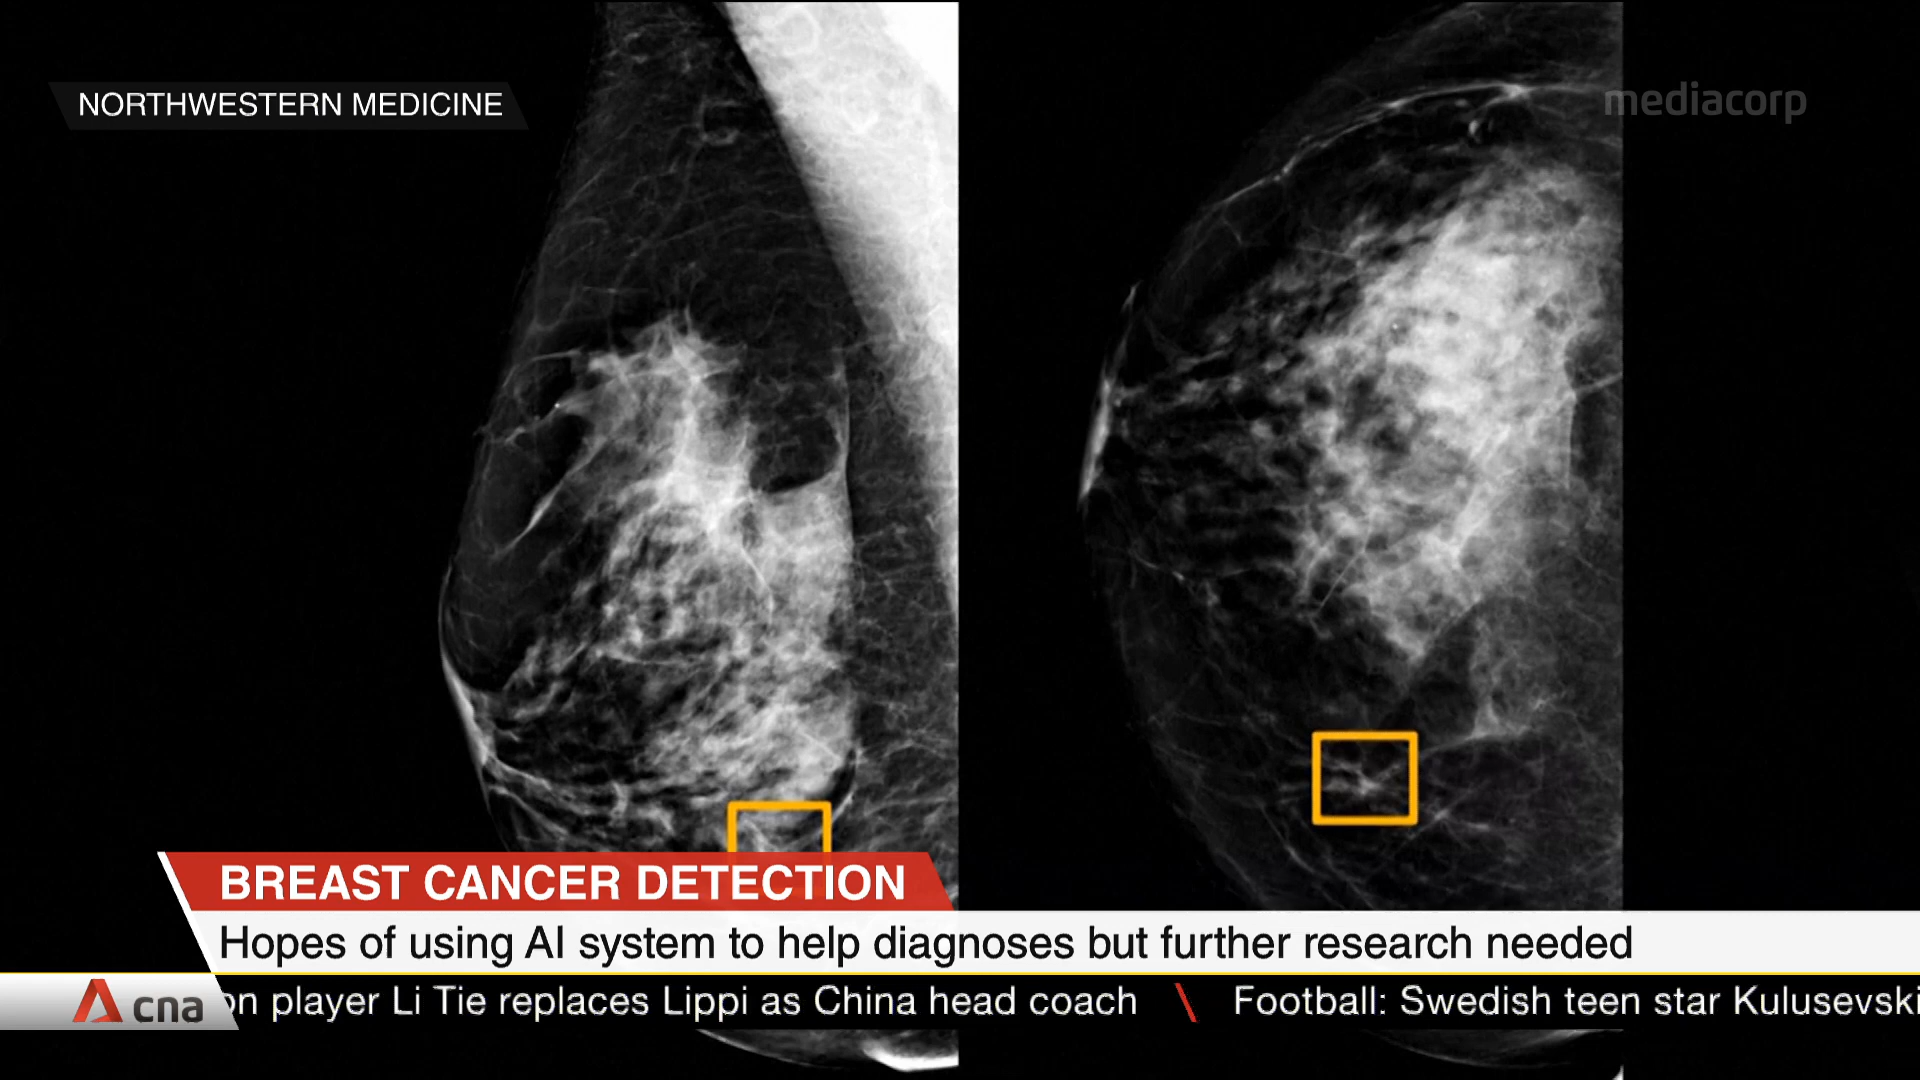 NORTHWESTERN MEDICINE
mediacorp
BREAST CANCER DETECTION
Hopes of using AI system to help diagnoses but further research needed
cna
on player Li Tie replaces Lippi as China head coach \ Football: Swedish teen star Kulusevski